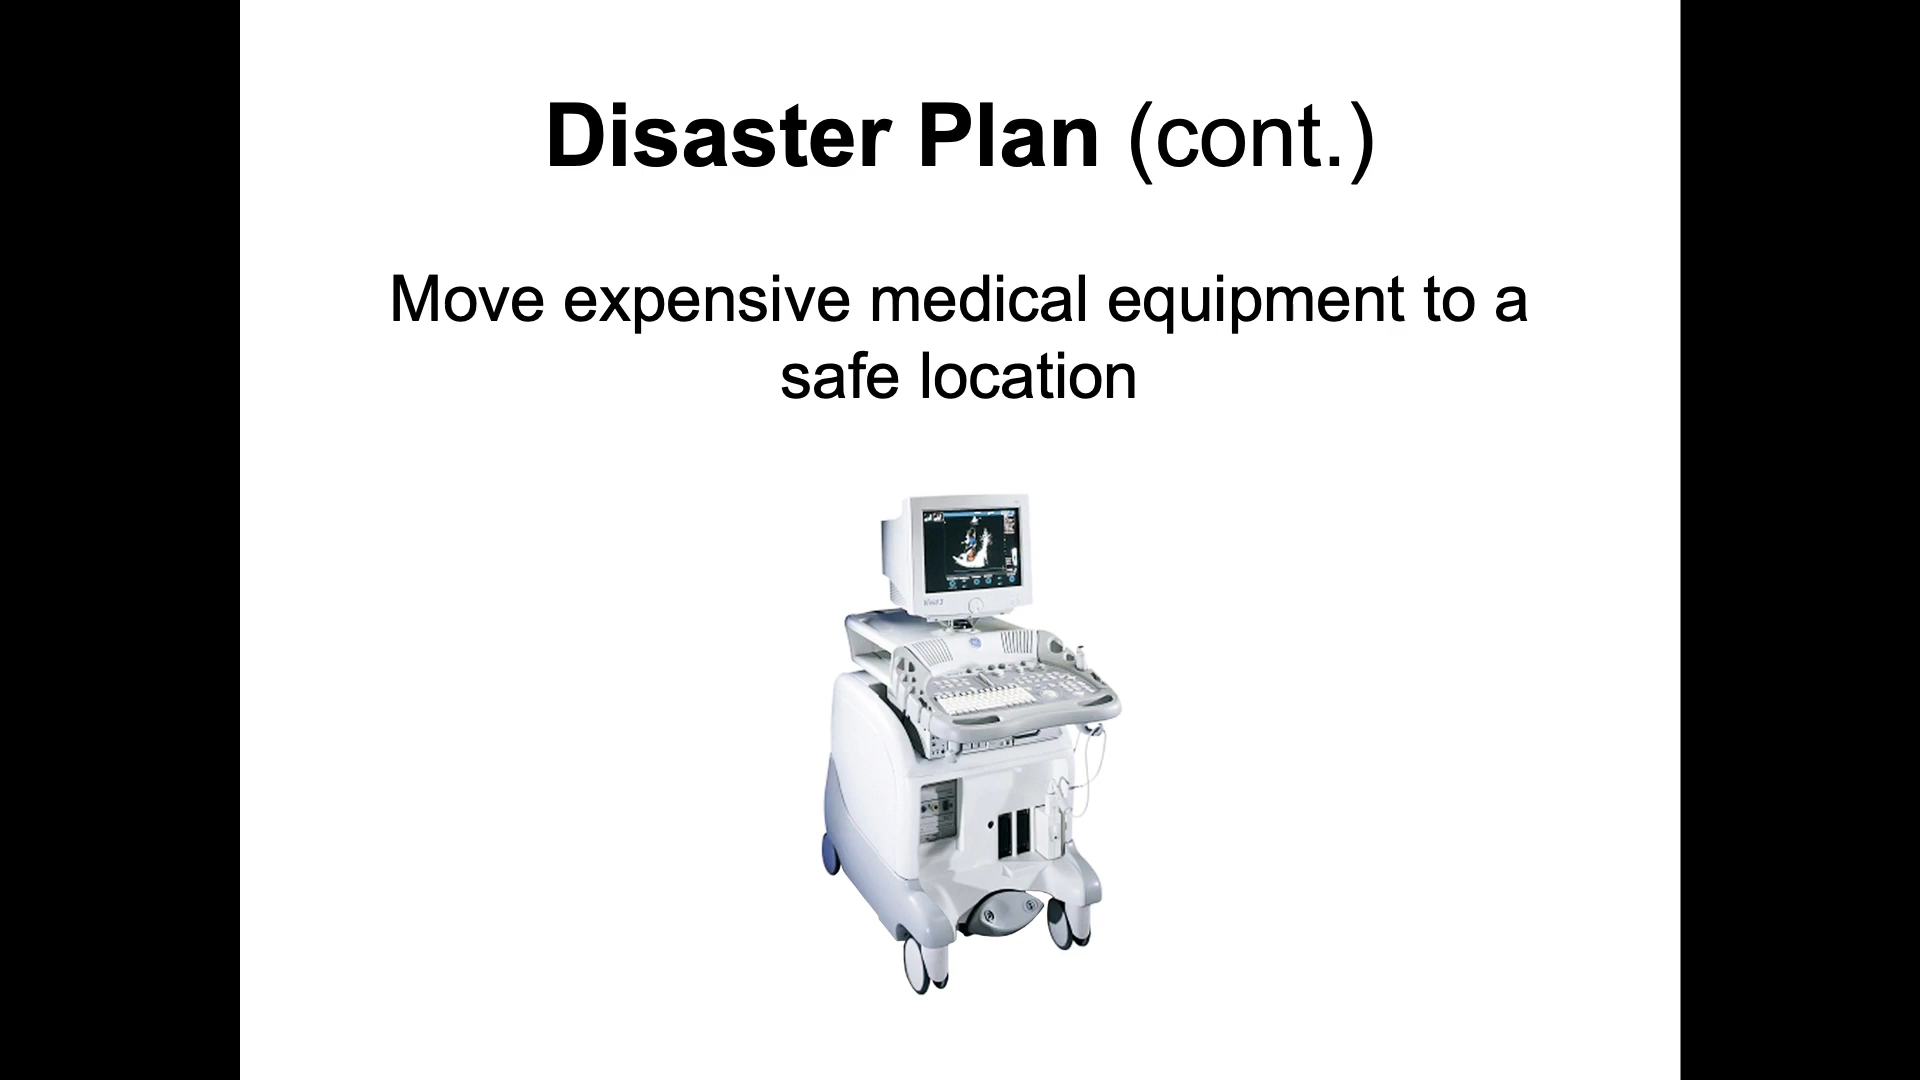 Disaster Plan (cont.)
Move expensive medical equipment to a
safe location